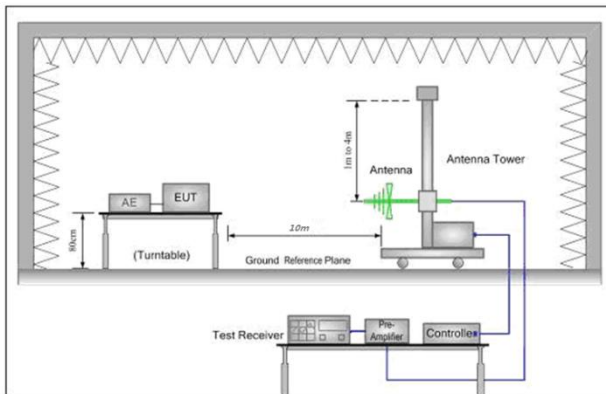 1m to 4m
Antenna
Antenna Tower
AE
EUT
80cm
(Turntable)
10m
Ground Reference Plane
Test Receiver
Pre-
Amplifier
Controller